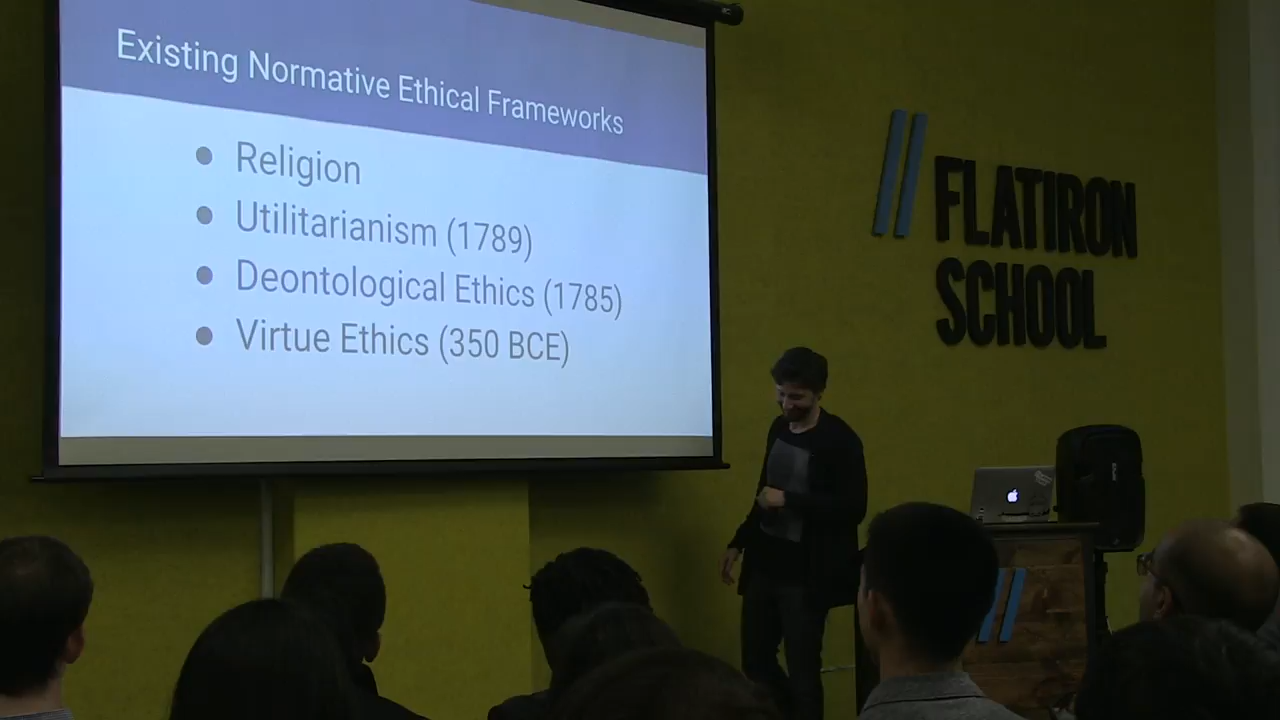 Existing Normative Ethical Frameworks
● Religion
● Utilitarianism (1789)
● Deontological Ethics (1785)
● Virtue Ethics (350 BCE)
// FLATIRON
SCHOOL
//